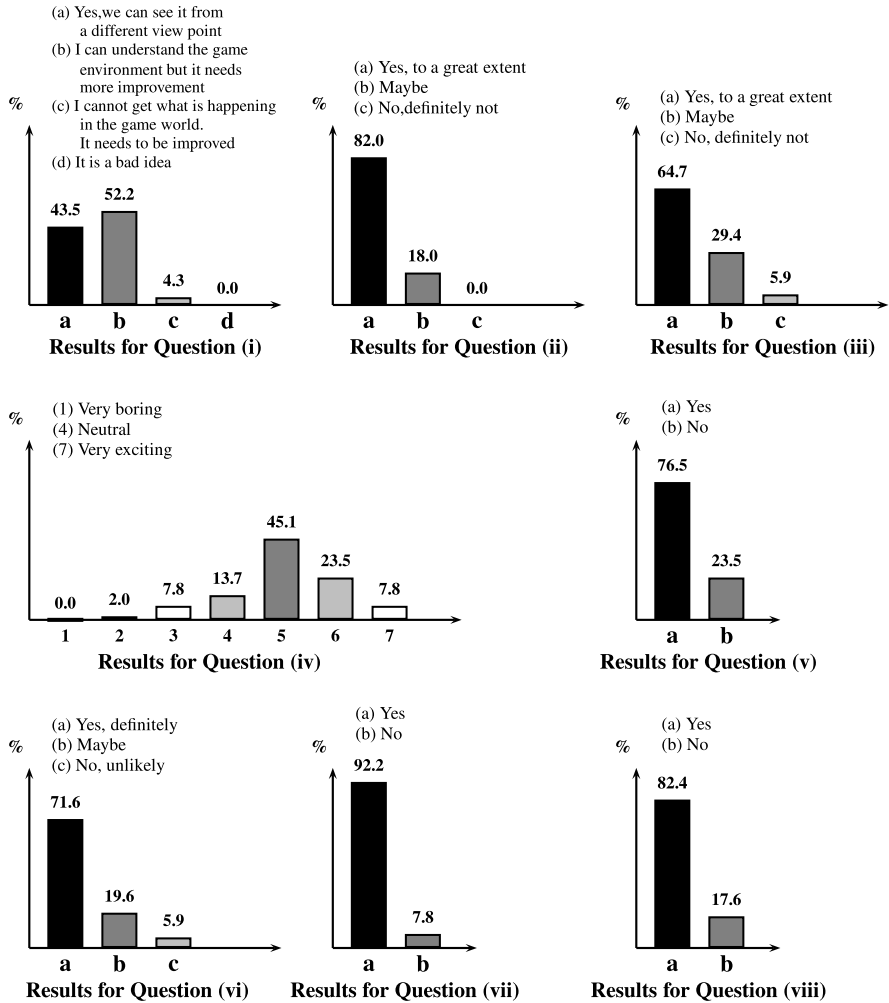 (a) Yes,we can see it from
a different view point
(b) I can understand the game
environment but it needs
more improvement
(c) I cannot get what is happening
in the game world.
It needs to be improved
(d) It is a bad idea
%
43.5
52.2
4.3
0.0
a b c d
Results for Question (i)
(a) Yes, to a great extent
(b) Maybe
(c) No,definitely not
%
82.0
18.0
0.0
a b c
Results for Question (ii)
(a) Yes, to a great extent
(b) Maybe
(c) No, definitely not
%
64.7
29.4
5.9
a b c
Results for Question (iii)
(1) Very boring
(4) Neutral
(7) Very exciting
%
0.0
2.0
7.8
13.7
45.1
23.5
7.8
1 2 3 4 5 6 7
Results for Question (iv)
(a) Yes
(b) No
%
76.5
23.5
a b
Results for Question (v)
(a) Yes, definitely
(b) Maybe
(c) No, unlikely
%
71.6
19.6
5.9
a b c
Results for Question (vi)
(a) Yes
(b) No
%
92.2
7.8
a b
Results for Question (vii)
(a) Yes
(b) No
%
82.4
17.6
a b
Results for Question (viii)